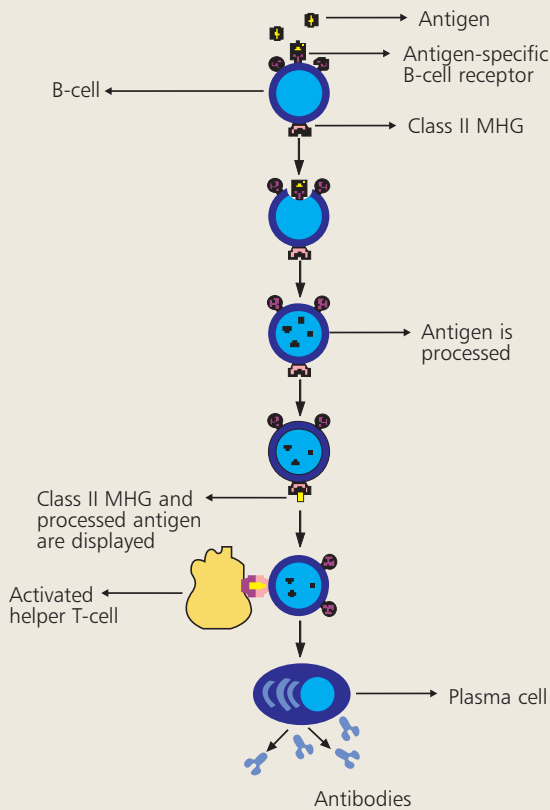 Antigen
Antigen-specific
B-cell receptor
B-cell
Class II MHG
Antigen is
processed
Class II MHG and
processed antigen
are displayed
Activated
helper T-cell
Plasma cell
Antibodies